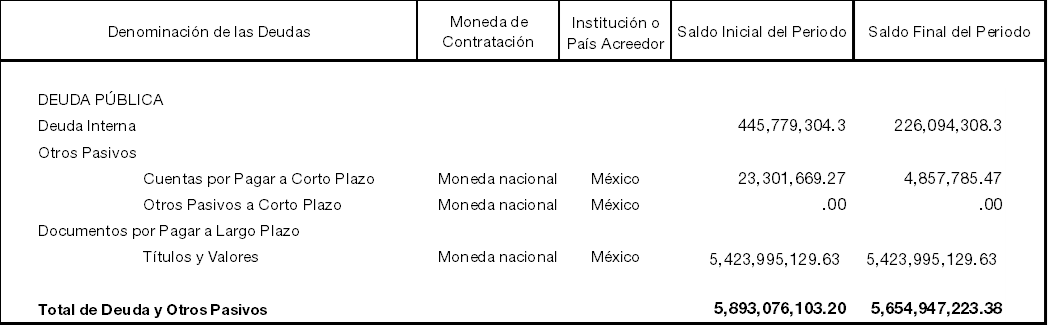 Denominación de las Deudas Moneda de Contratación Institución o País Acreedor Saldo Inicial del Periodo Saldo Final del Periodo
DEUDA PÚBLICA
Deuda Interna 445,779,304.3 226,094,308.3
Otros Pasivos
Cuentas por Pagar a Corto Plazo Moneda nacional México 23,301,669.27 4,857,785.47
Otros Pasivos a Corto Plazo Moneda nacional México .00 .00
Documentos por Pagar a Largo Plazo
Títulos y Valores Moneda nacional México 5,423,995,129.63 5,423,995,129.63
Total de Deuda y Otros Pasivos 5,893,076,103.20 5,654,947,223.38